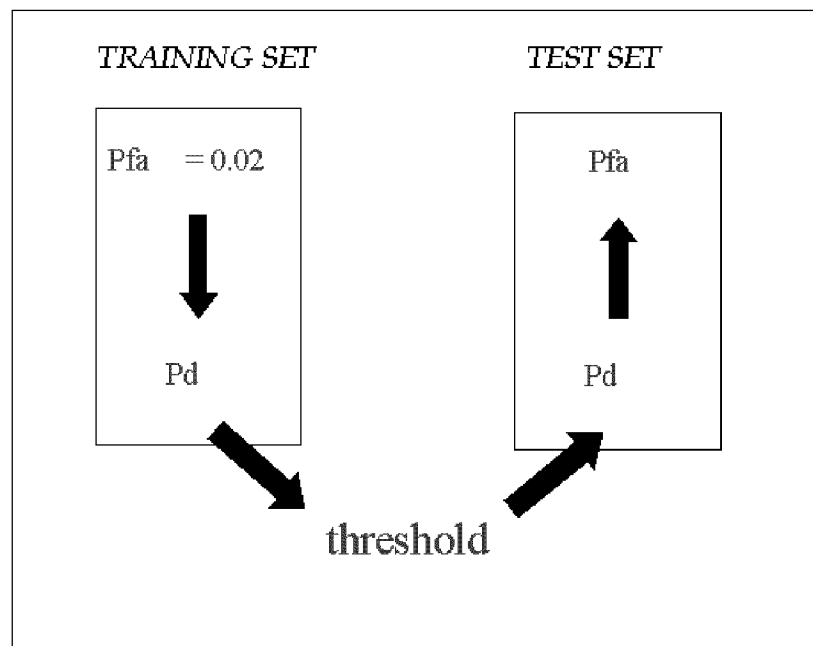 TRAINING SET
TEST SET
Pfa = 0.02
Pfa
Pd
Pd
threshold